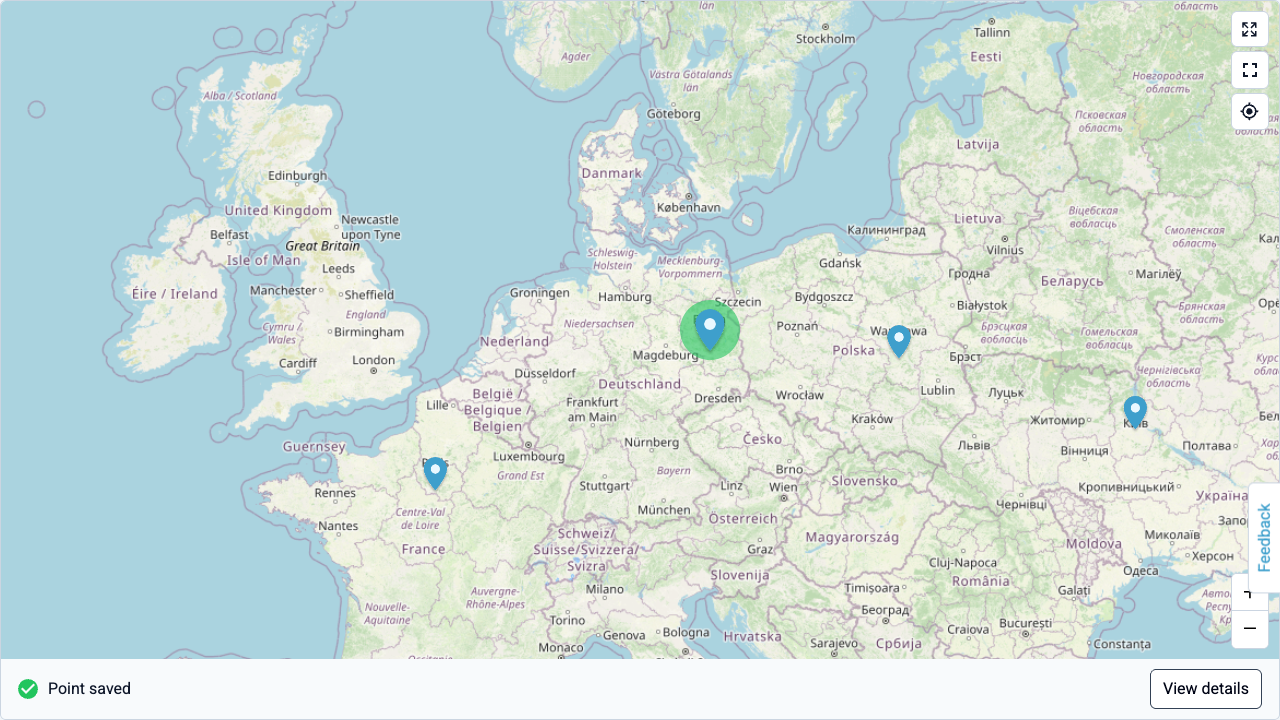 län
Stockholm
Tallinn
область
Agder
Eesti
Västra Götalands
län
Новгородская
область
Alba / Scotland
Göteborg
Псковская
область
Latvija
Danmark
Edinburgh
København
United Kingdom
Newcastle
upon Tyne
Lietuva
Віцебская
вобласць
Belfast
Калининград
Смоленская
область
Great Britain
Vilnius
Isle of Man
Schleswig-
Holstein
Mecklenburg-
Vorpommern
Gdańsk
Leeds
Гродна
Магілёў
Беларусь
Éire / Ireland
Manchester
Sheffield
Groningen
Hamburg
Szczecin
Bydgoszcz
Białystok
Брянская
область
England
Cymru /
Wales
Birmingham
Niedersachsen
Poznań
Брэсцкая
вобласць
Гомельская
вобласць
Nederland
Magdeburg
Polska
Брэст
Cardiff
London
Düsseldorf
Deutschland
Чернігівська
область
België /
Belgique /
Belgien
Lille
Frankfurt
am Main
Dresden
Wrocław
Lublin
Луцьк
Kraków
Житомир
Česko
Guernsey
Nürnberg
Львів
Вінниця
Полтава
Luxembourg
Grand Est
Bayern
Brno
Wien
Slovensko
Rennes
Stuttgart
Linz
Кропивницький
Україна
München
Чернівці
Centre-Val
de Loire
Nantes
Österreich
Schweiz/
Suisse/Svizzera/
Svizra
Magyarország
Moldova
Миколаїв
France
Graz
Херсон
Cluj-Napoca
Одеса
Slovenija
România
Auvergne-
Rhône-Alpes
Milano
Timișoara
Galați
Nouvelle-
Aquitaine
Београд
Torino
Genova
Bologna
Hrvatska
Craiova
București
Monaco
Sarajevo
Србија
Constanța
Feedback
Point saved
View details